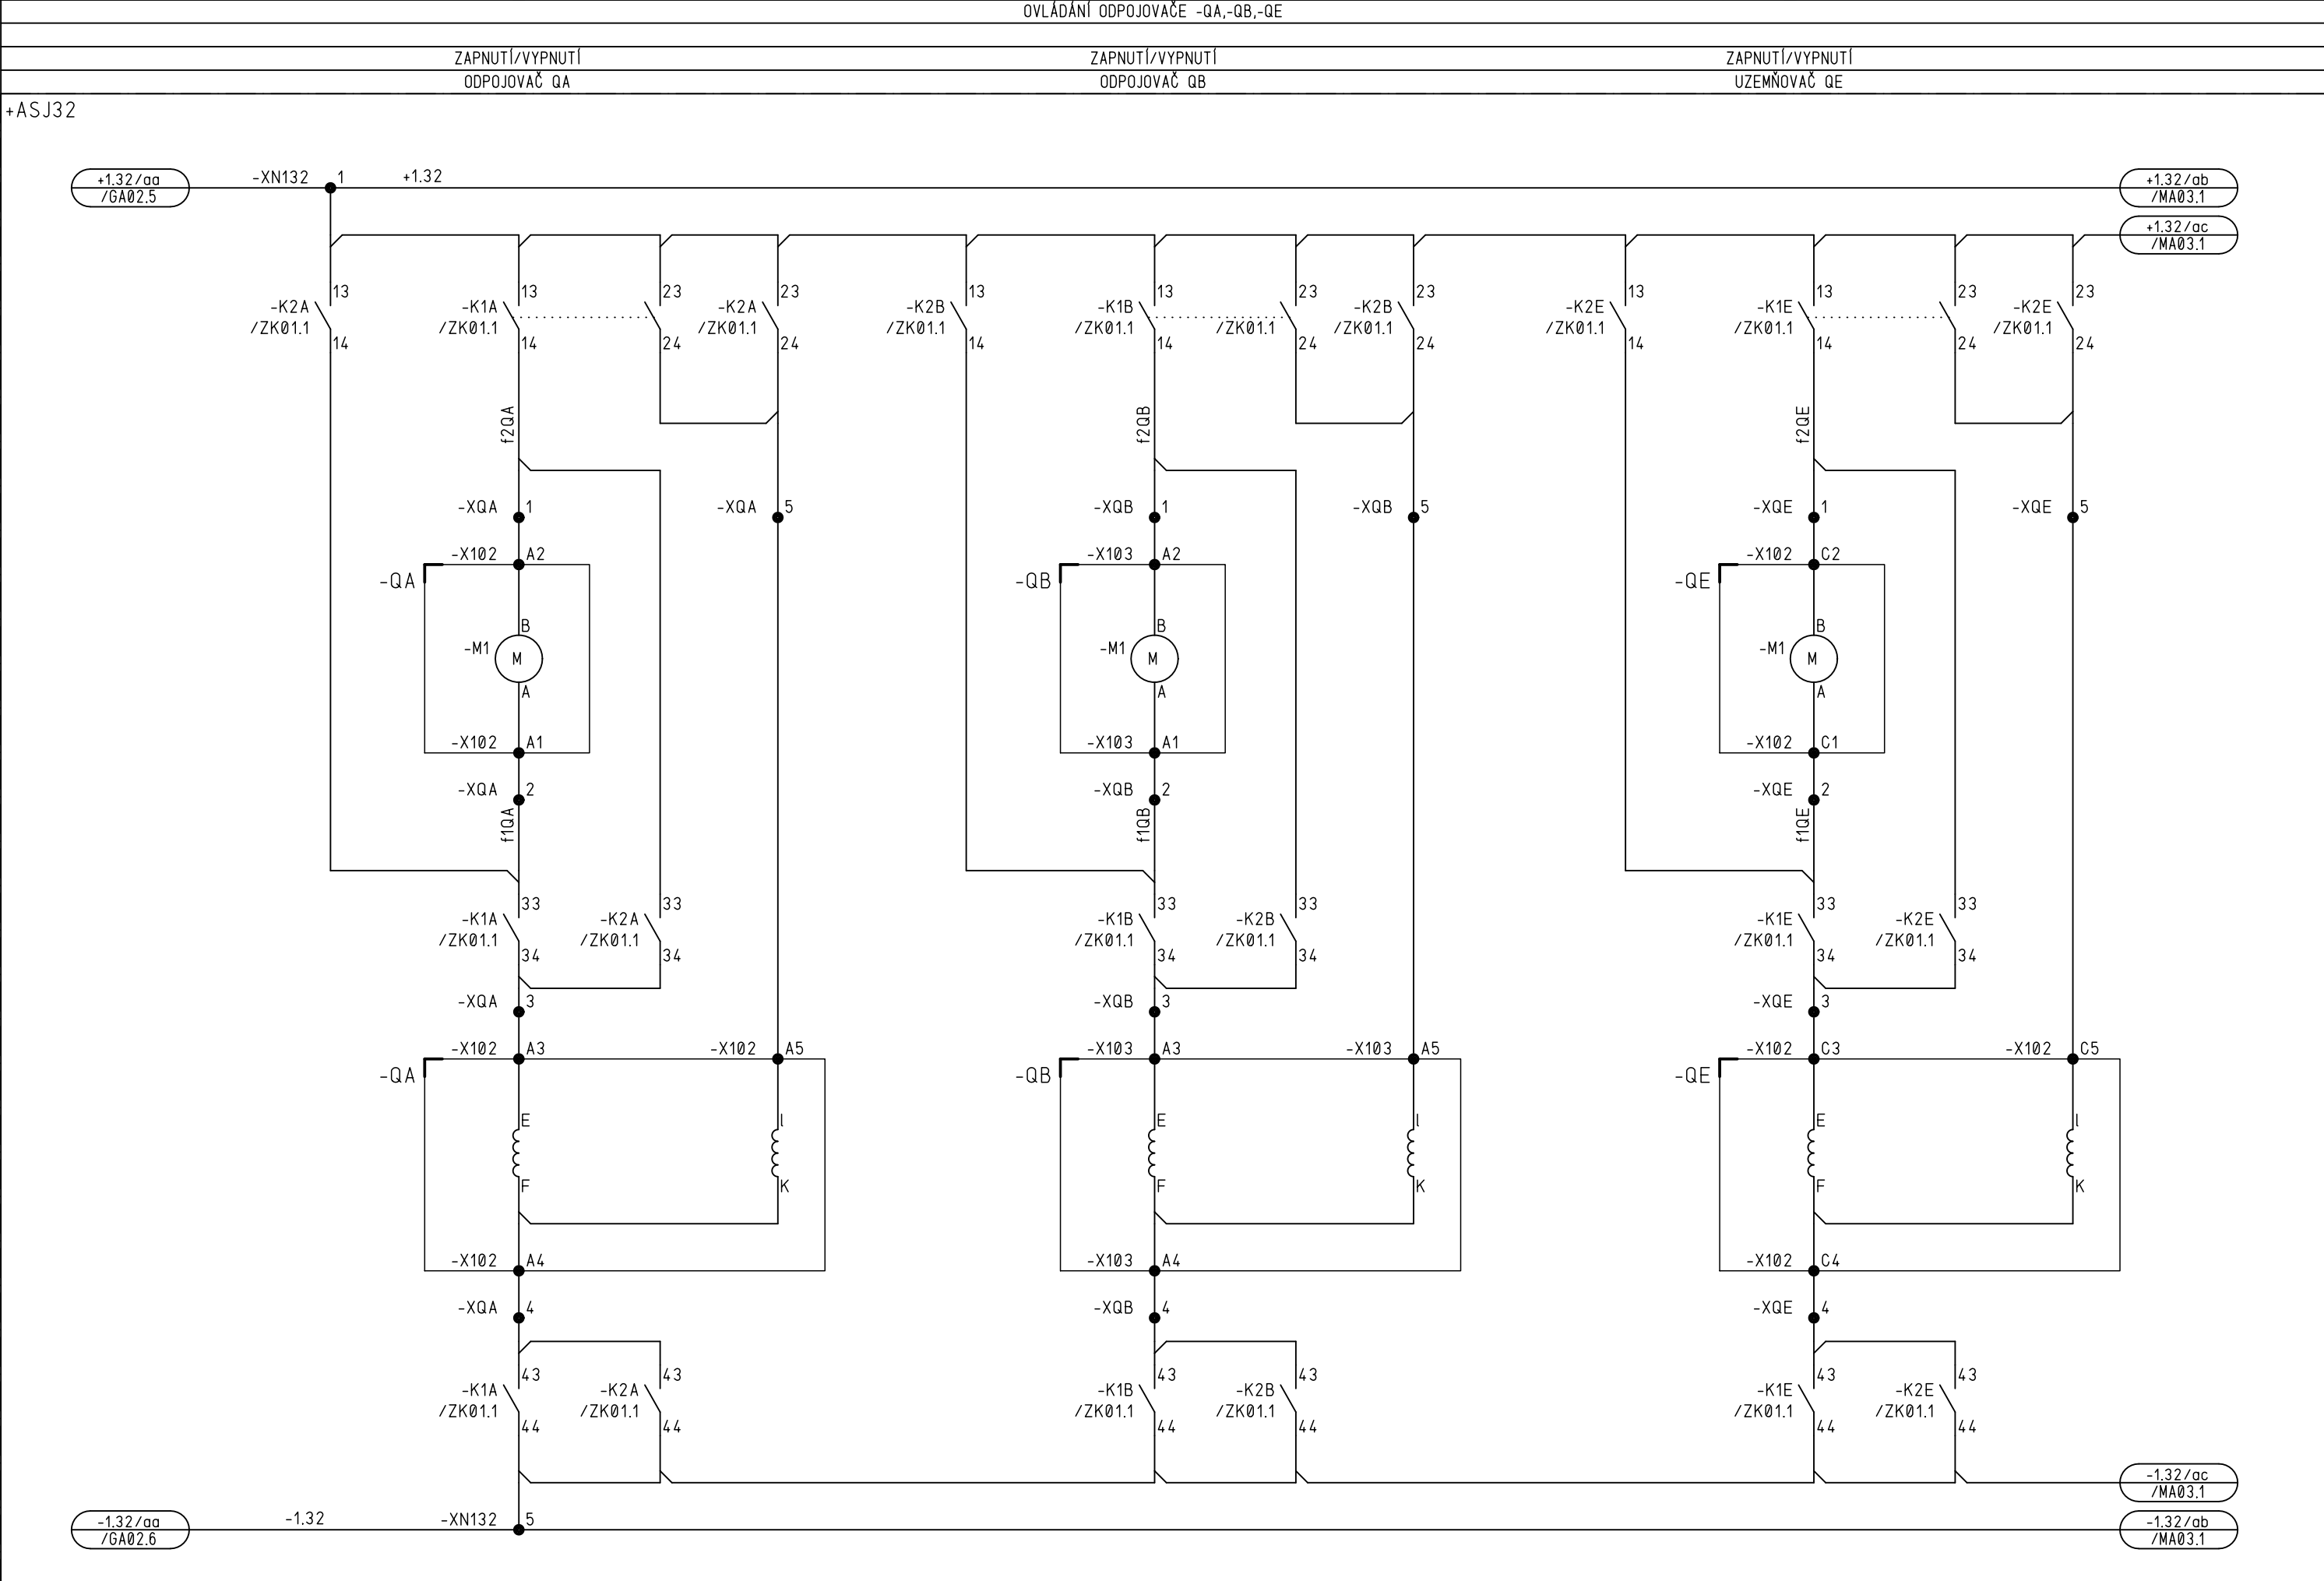 OVLÁDÁNÍ ODPOJOVAČE -QA,-QB,-QE
ZAPNUTÍ/VYPNUTÍ ZAPNUTÍ/VYPNUTÍ ZAPNUTÍ/VYPNUTÍ
ODPOJOVAČ QA ODPOJOVAČ QB UZEMŇOVAČ QE
+ASJ32
+1.32/aa -XN132 1 +1.32 +1.32/ab
/GA02.5 /MA03.1
+1.32/ac
/MA03.1
13 13 23 23 13 13 23 23 13 13 23 23
-K2A -K1A -K2A -K2B -K1B -K2B -K2E -K1E -K2E
/ZK01.1 /ZK01.1 /ZK01.1 /ZK01.1 /ZK01.1 /ZK01.1 /ZK01.1 /ZK01.1 /ZK01.1 /ZK01.1
14 14 24 24 14 14 24 24 14 14 24 24
f2QA f2QB f2QE
-XQA 1 -XQA 5 -XQB 1 -XQB 5 -XQE 1 -XQE 5
-X102 A2 -X103 A2 -X102 C2
-QA -QB -QE
B B B
-M1 M -M1 M -M1 M
A A A
-X102 A1 -X103 A1 -X102 C1
-XQA 2 -XQB 2 -XQE 2
f1QA f1QB f1QE
33 33 33 33 33 33
-K1A -K2A -K1B -K2B -K1E -K2E
/ZK01.1 /ZK01.1 /ZK01.1 /ZK01.1 /ZK01.1 /ZK01.1
34 34 34 34 34 34
-XQA 3 -XQB 3 -XQE 3
-X102 A3 -X102 A5 -X103 A3 -X103 A5 -X102 C3 -X102 C5
-QA -QB -QE
E l E l E l
F K F K F K
-X102 A4 -X103 A4 -X102 C4
-XQA 4 -XQB 4 -XQE 4
43 43 43 43 43 43
-K1A -K2A -K1B -K2B -K1E -K2E
/ZK01.1 /ZK01.1 /ZK01.1 /ZK01.1 /ZK01.1 /ZK01.1
44 44 44 44 44 44
-1.32/ac
/MA03.1
-1.32/aa -1.32 -XN132 5 -1.32/ab
/GA02.6 /MA03.1